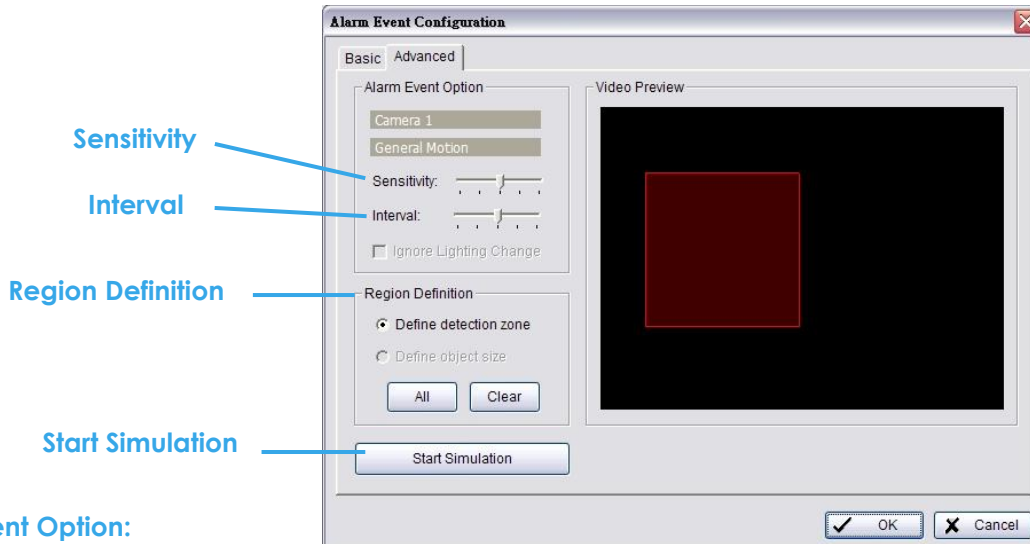 Alarm Event Configuration
Basic Advanced
Alarm Event Option
Video Preview
Camera 1
General Motion
Sensitivity
Sensitivity:
Interval
Interval:
Ignore Lighting Change
Region Definition
Region Definition
Define detection zone
Define object size
All Clear
Start Simulation
Start Simulation
ent Option:
OK Cancel